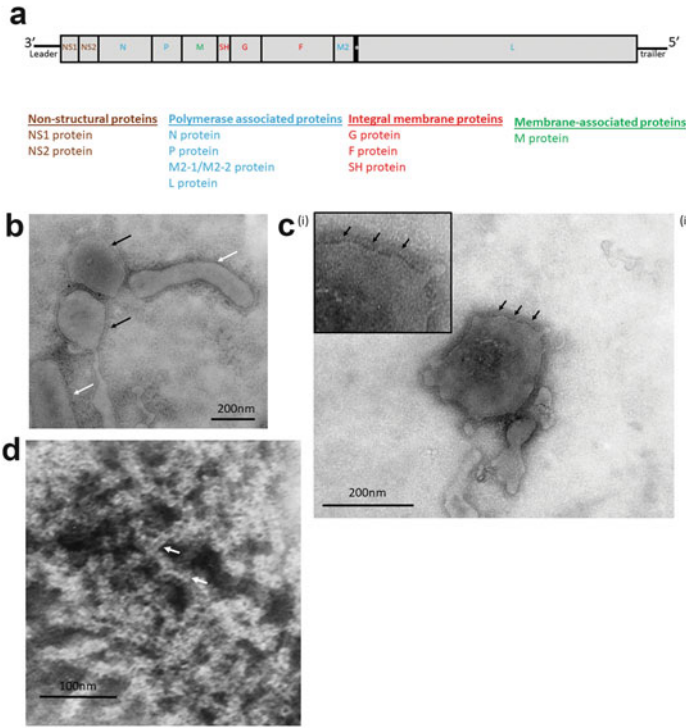 a
3′ NS1 NS2 N P M SH G F M2 * L 5′
Leader trailer
Non-structural proteins
NS1 protein
NS2 protein
Polymerase associated proteins
N protein
P protein
M2-1/M2-2 protein
L protein
Integral membrane proteins
G protein
F protein
SH protein
Membrane-associated proteins
M protein
b
200nm
c (i) (i
200nm
d
100nm